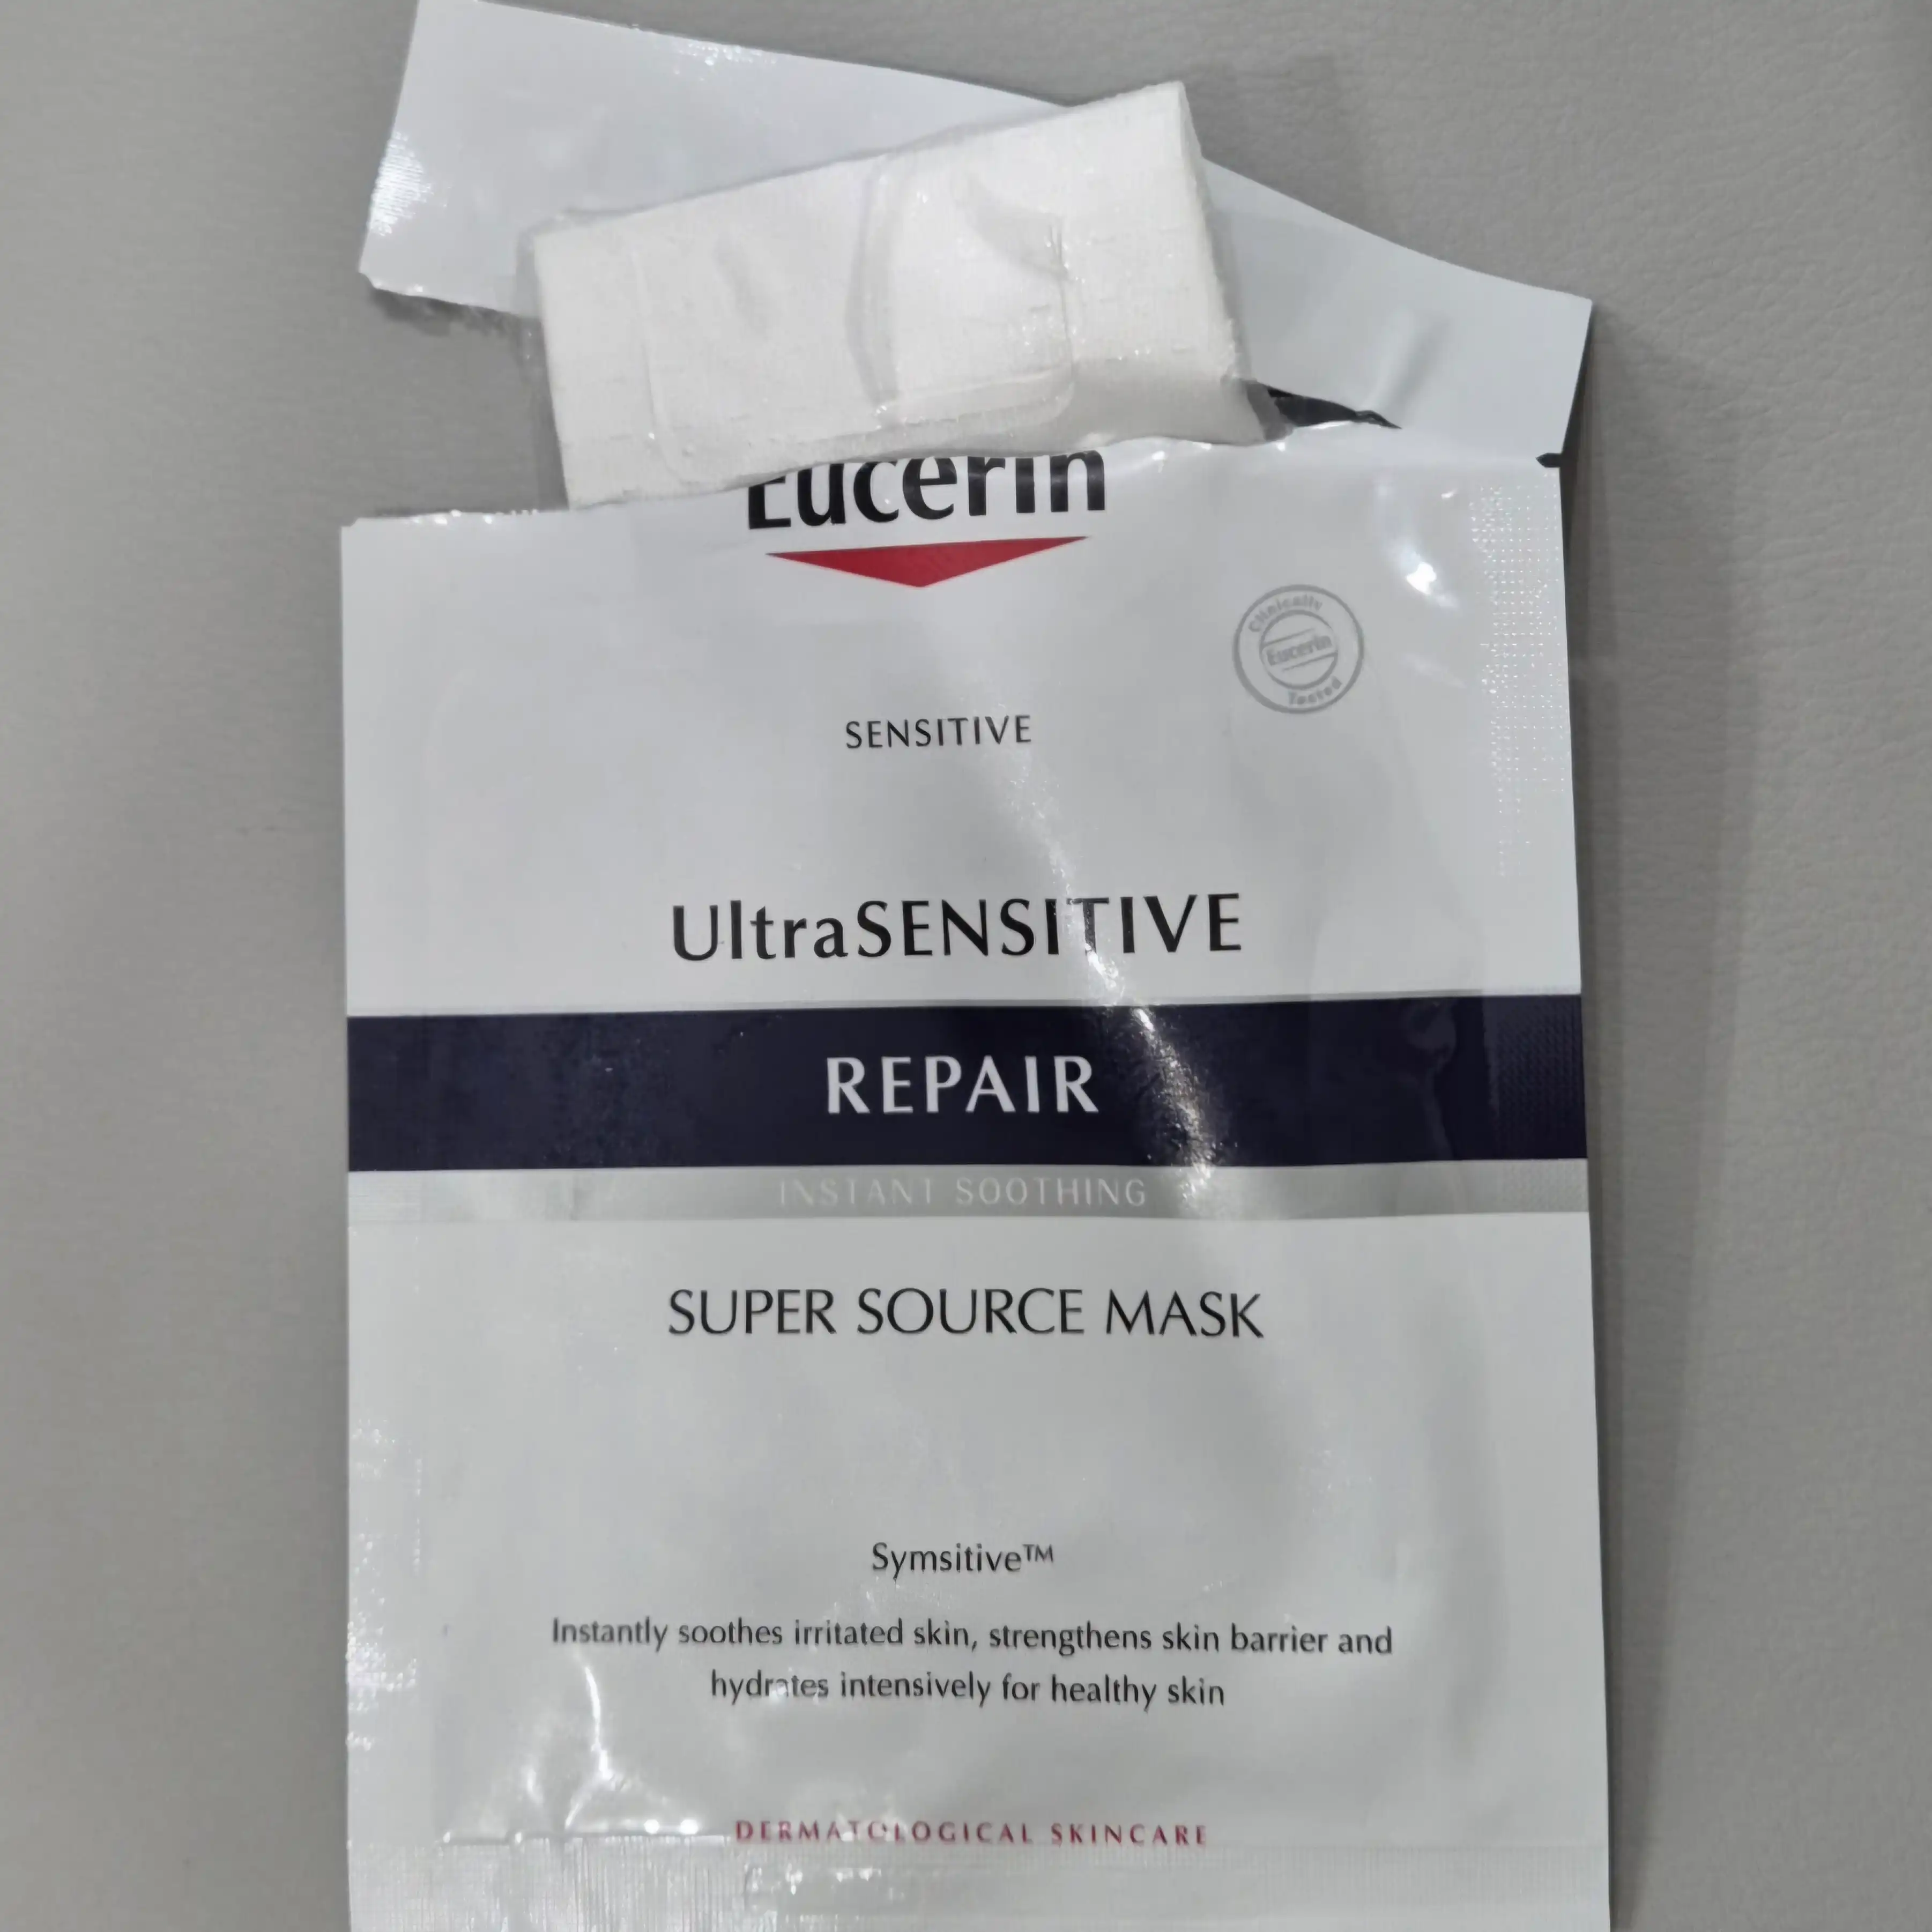 Eucerin
Clinically
Eucerin
Tested
SENSITIVE
UltraSENSITIVE
REPAIR
INSTANT SOOTHING
SUPER SOURCE MASK
Symsitive™
Instantly soothes irritated skin, strengthens skin barrier and
hydrates intensively for healthy skin
DERMATOLOGICAL SKINCARE